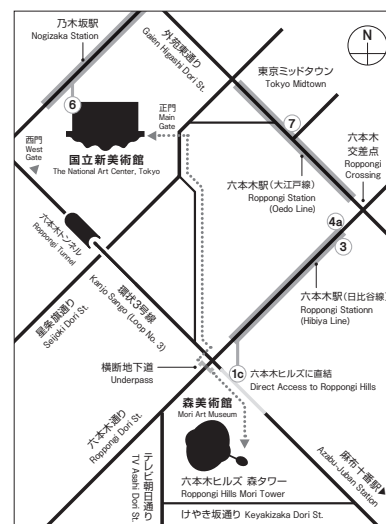 乃木坂駅
Nogizaka Station
外苑東通り
Gaien Higashi Dori St.
N
東京ミッドタウン
Tokyo Midtown
6
正門
Main
Gate
7
六本木
交差点
Roppongi
Crossing
西門
West
Gate
国立新美術館
The National Art Center, Tokyo
六本木駅(大江戸線)
Roppongi Station
(Oedo Line)
4a
3
六本木トンネル
Roppongi Tunnel
環状3号線
Kanjo Sango (Loop No. 3)
六本木駅(日比谷線)
Roppongi Stationn
(Hibiya Line)
星条旗通り
Seijoki Dori St.
横断地下道
Underpass
1c
六本木ヒルズに直結
Direct Access to Roppongi Hills
森美術館
Mori Art Museum
六本木通り
Roppongi Dori St.
テレビ朝日通り
TV Asahi Dori St.
六本木ヒルズ 森タワー
Roppongi Hills Mori Tower
麻布十番駅
Azabu-Juban Station
けやき坂通り Keyakizaka Dori St.